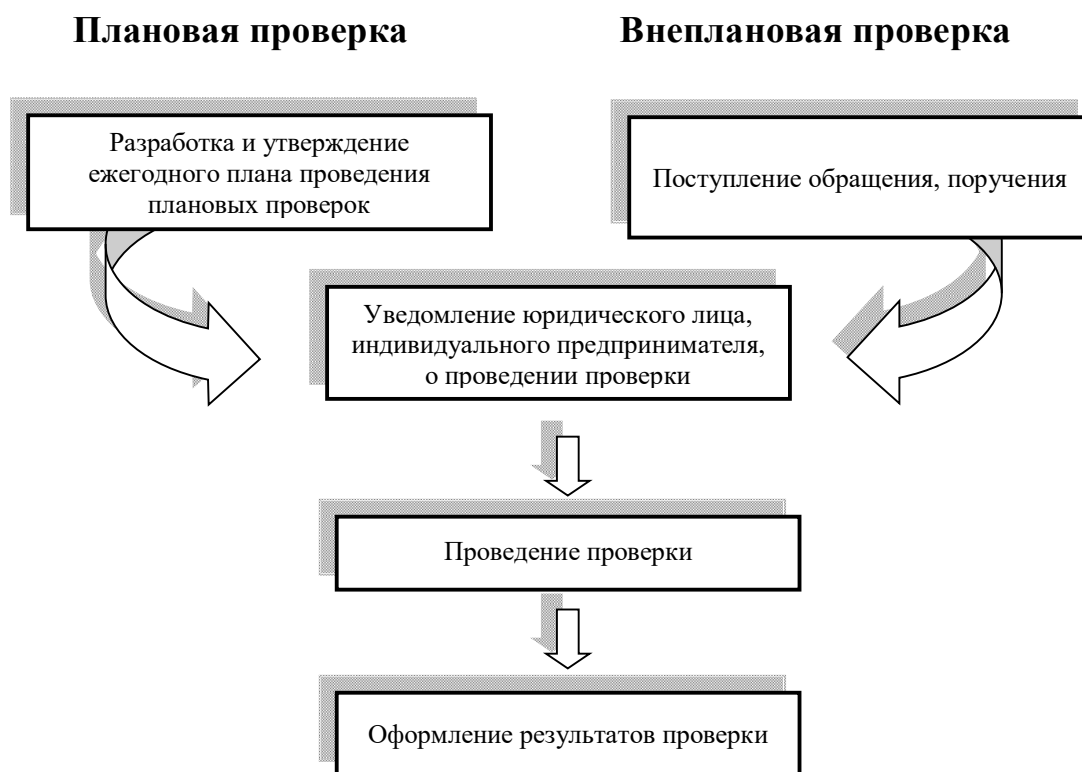 Плановая проверка
Внеплановая проверка
Разработка и утверждение
ежегодного плана проведения
плановых проверок
Поступление обращения, поручения
Уведомление юридического лица,
индивидуального предпринимателя,
о проведении проверки
Проведение проверки
Оформление результатов проверки